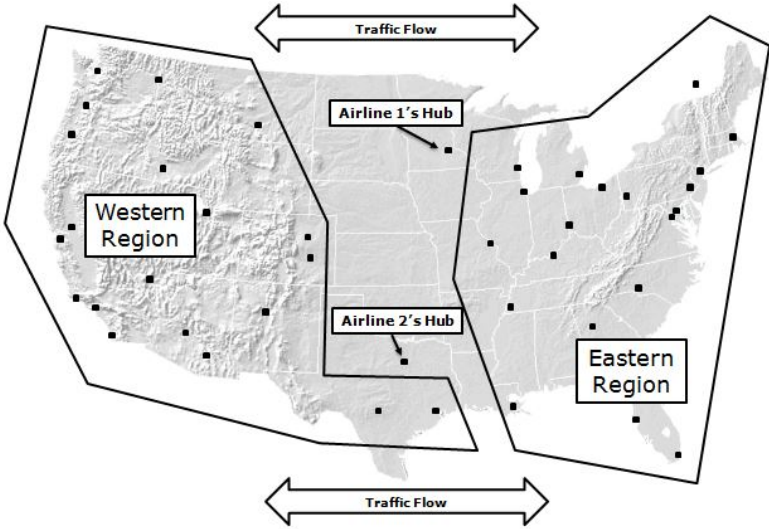 Traffic Flow
Airline 1's Hub
Western
Region
Airline 2's Hub
Eastern
Region
Traffic Flow